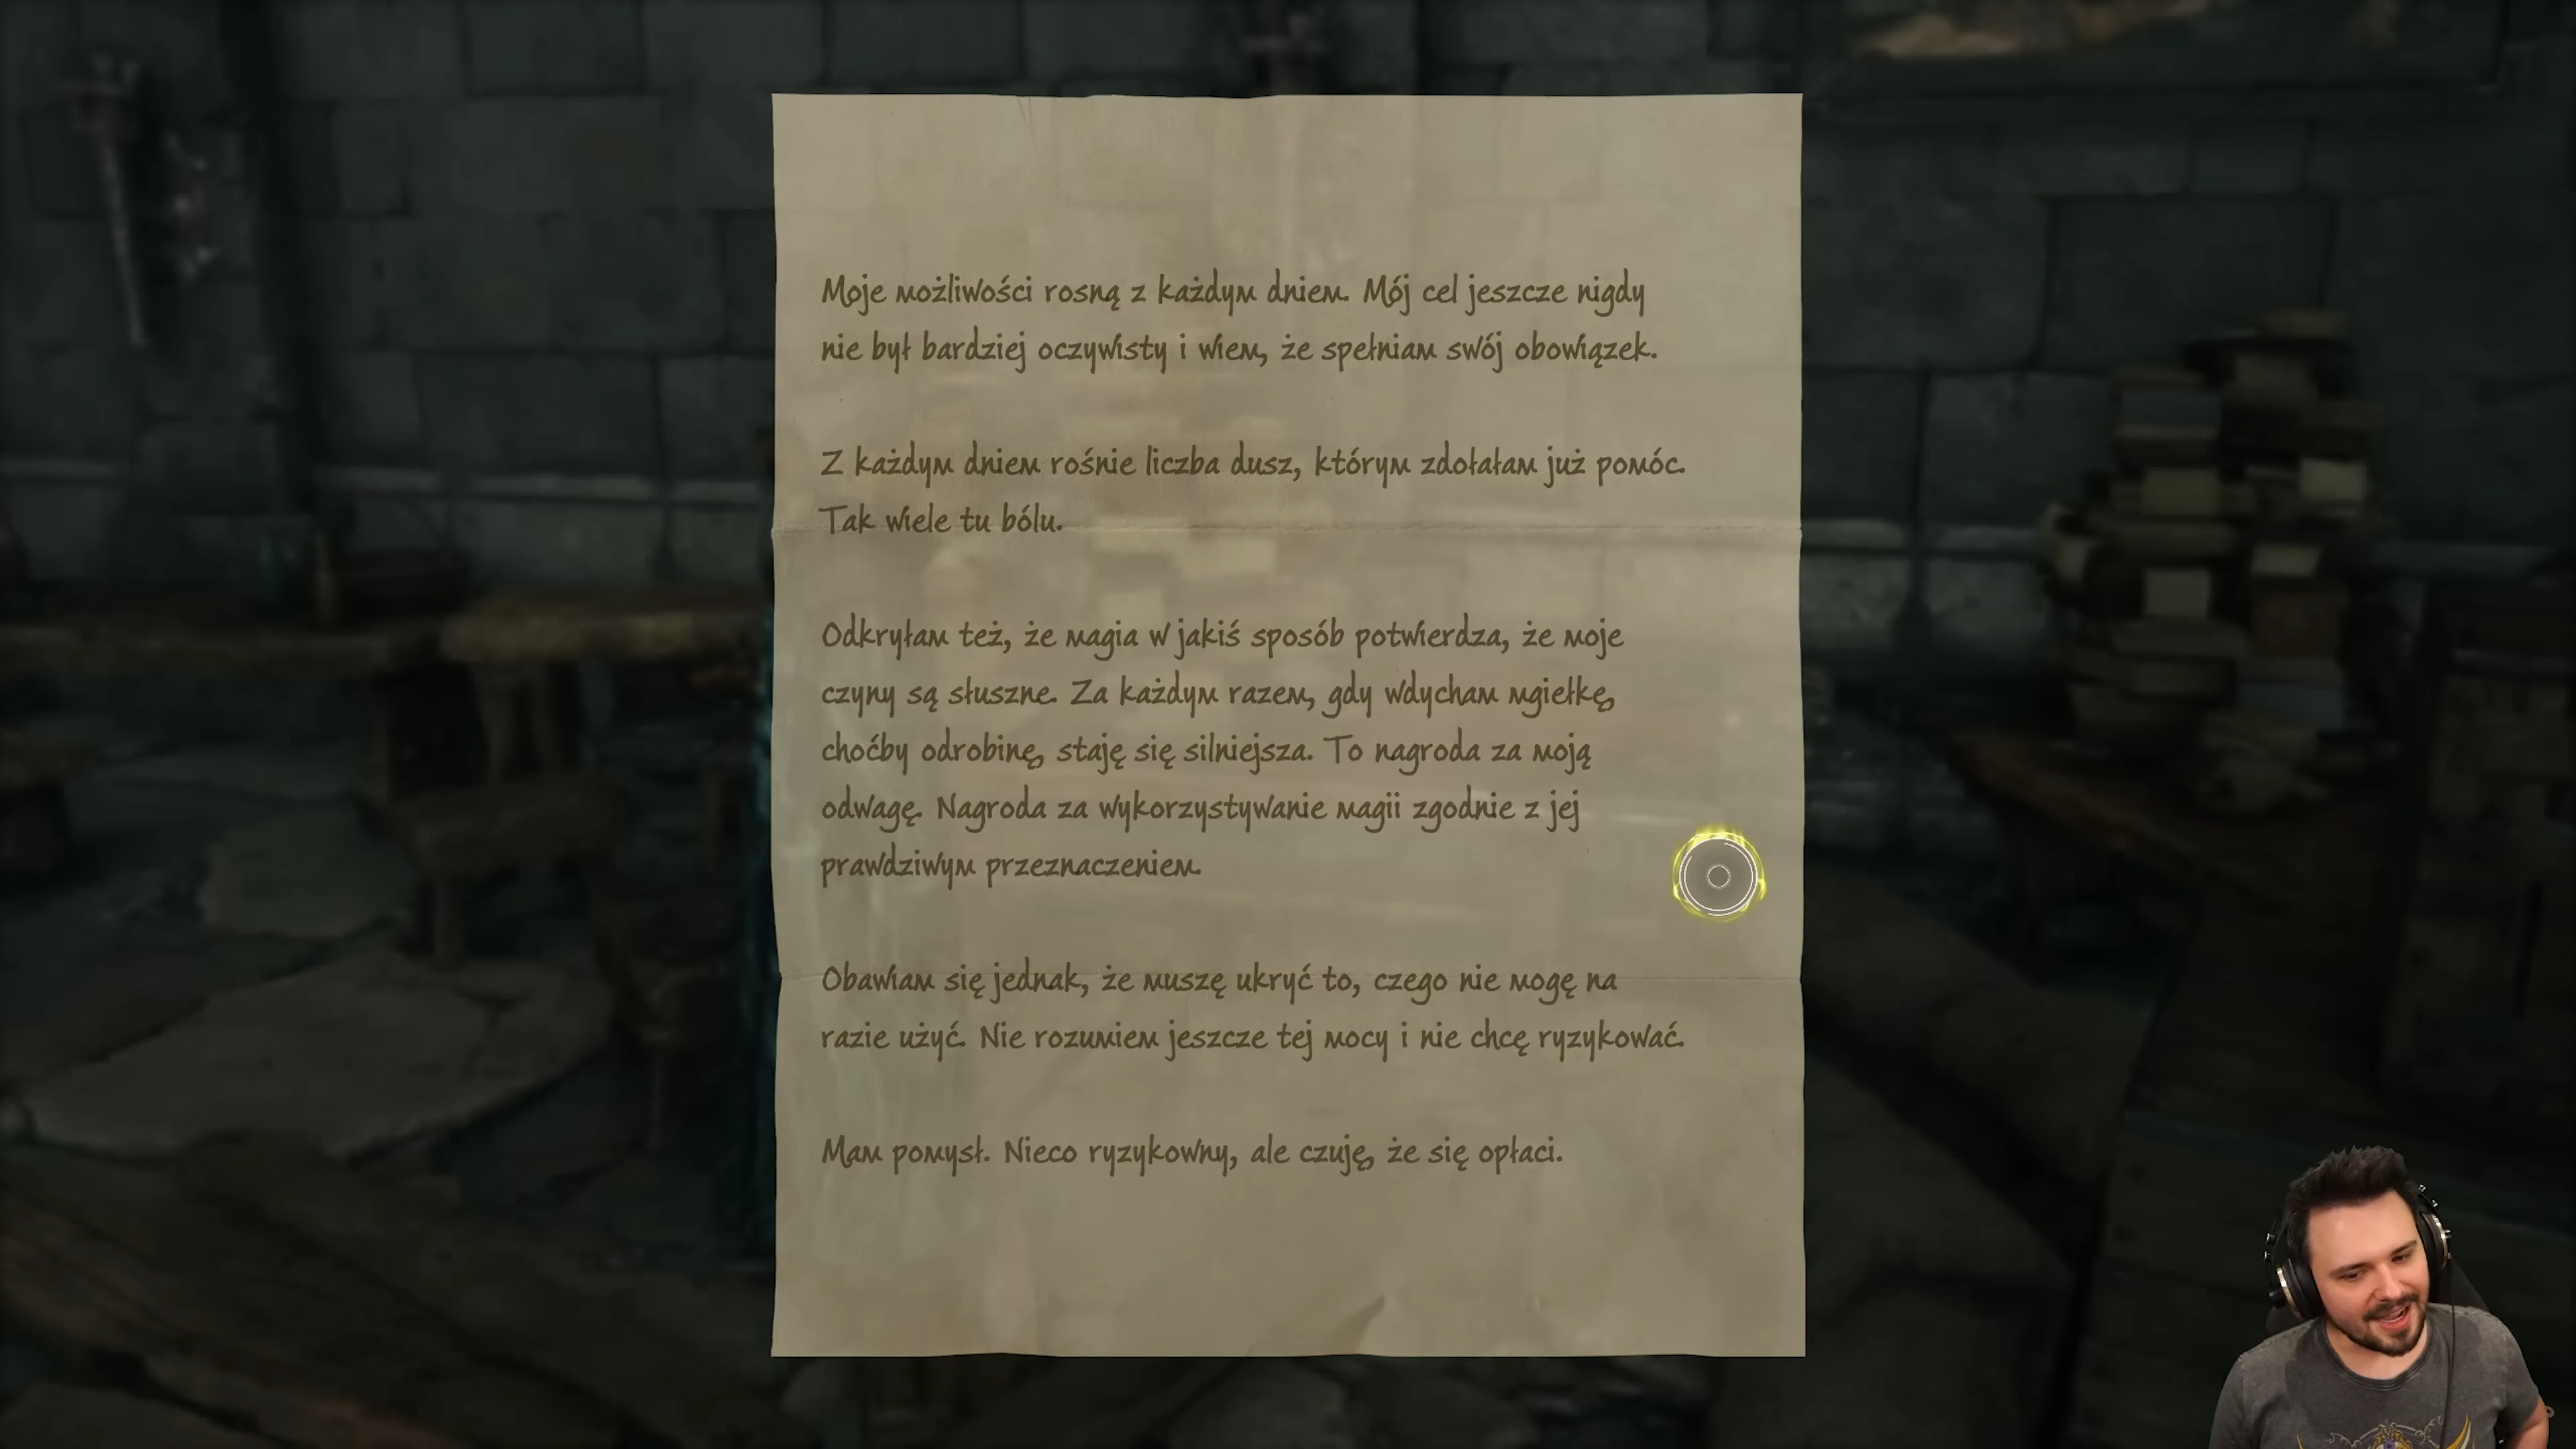 Moje możliwości rosną z każdym dniem. Mój cel jeszcze nigdy
nie był bardziej oczywisty i wiem, że spełniam swój obowiązek.
Z każdym dniem rośnie liczba dusz, którym zdołałam już pomóc.
Tak wiele tu bólu.
Odkryłam też, że magia w jakiś sposób potwierdza, że moje
czyny są słuszne. Za każdym razem, gdy wdycham mgiełkę,
choćby odrobinę, staję się silniejsza. To nagroda za moją
odwagę. Nagroda za wykorzystywanie magii zgodnie z jej
prawdziwym przeznaczeniem.
Obawiam się jednak, że muszę ukryć to, czego nie mogę na
razie użyć. Nie rozumiem jeszcze tej mocy i nie chcę ryzykować.
Mam pomysł. Nieco ryzykowny, ale czuję, że się opłaci.